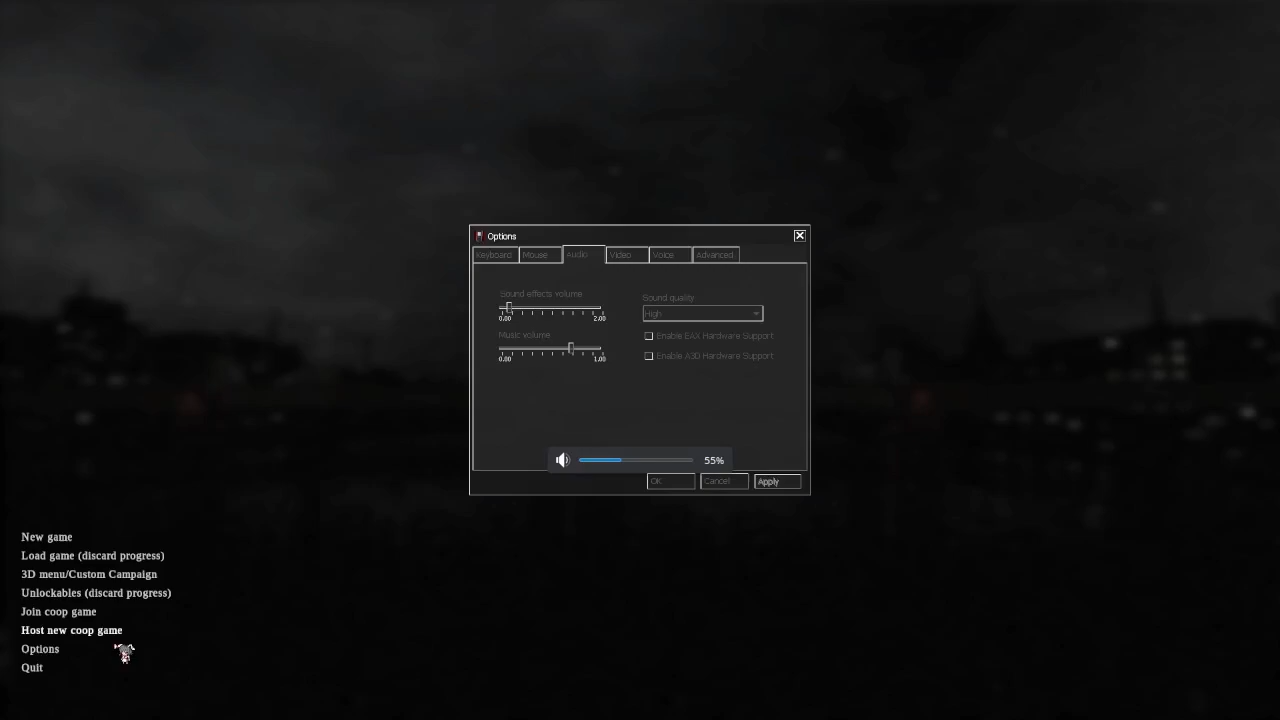 Options
Keyboard Mouse Audio Video Voice Advanced
Sound effects volume
0.00 2.00
Music volume
0.00 1.00
Sound quality
High
Enable EAX Hardware Support
Enable A3D Hardware Support
55%
OK Cancel Apply
New game
Load game (discard progress)
3D menu/Custom Campaign
Unlockables (discard progress)
Join coop game
Host new coop game
Options
Quit